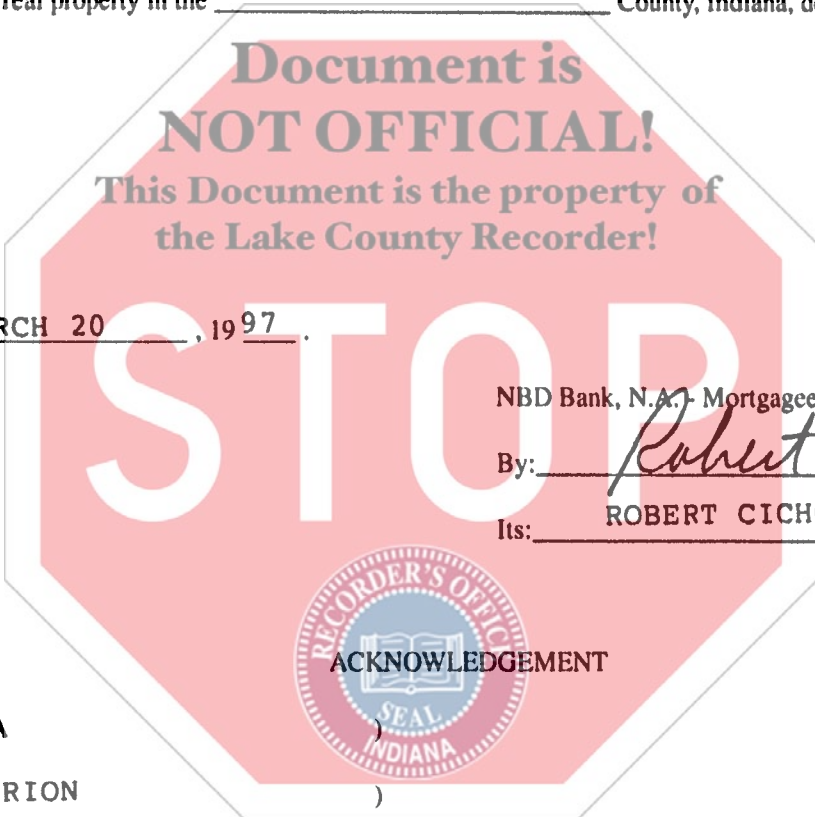 real property in the ____ County, Indiana,
Document is
NOT OFFICIAL!
This Document is the property of
the Lake County Recorder!
RCH 20 , 19 97 .
STOP
NBD Bank, N.A. - Mortgagee
By: Robert
Its: ROBERT CICH
RECORDER'S OFFICE
ACKNOWLEDGEMENT
SEAL
INDIANA
A )
RION )